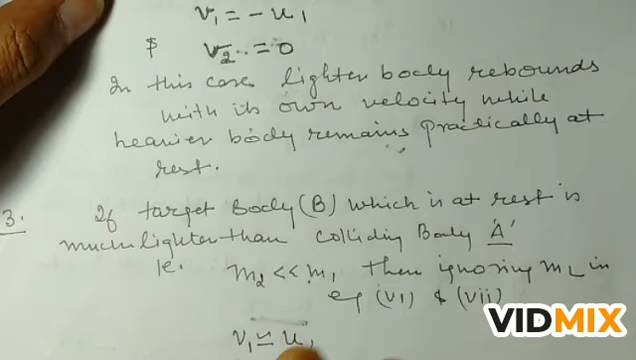 v₁ = - u₁
$ v₂ = 0
In this case lighter body rebounds
with its own velocity while
heavier body remains practically at
rest.
3. If target Body (B) which is at rest is
much lighter than colliding Body 'A'
ie. m₂ << m₁ then ignoring m₂ in
eq (vi) & (vii)
v₁ ≃ u₁
VIDMIX